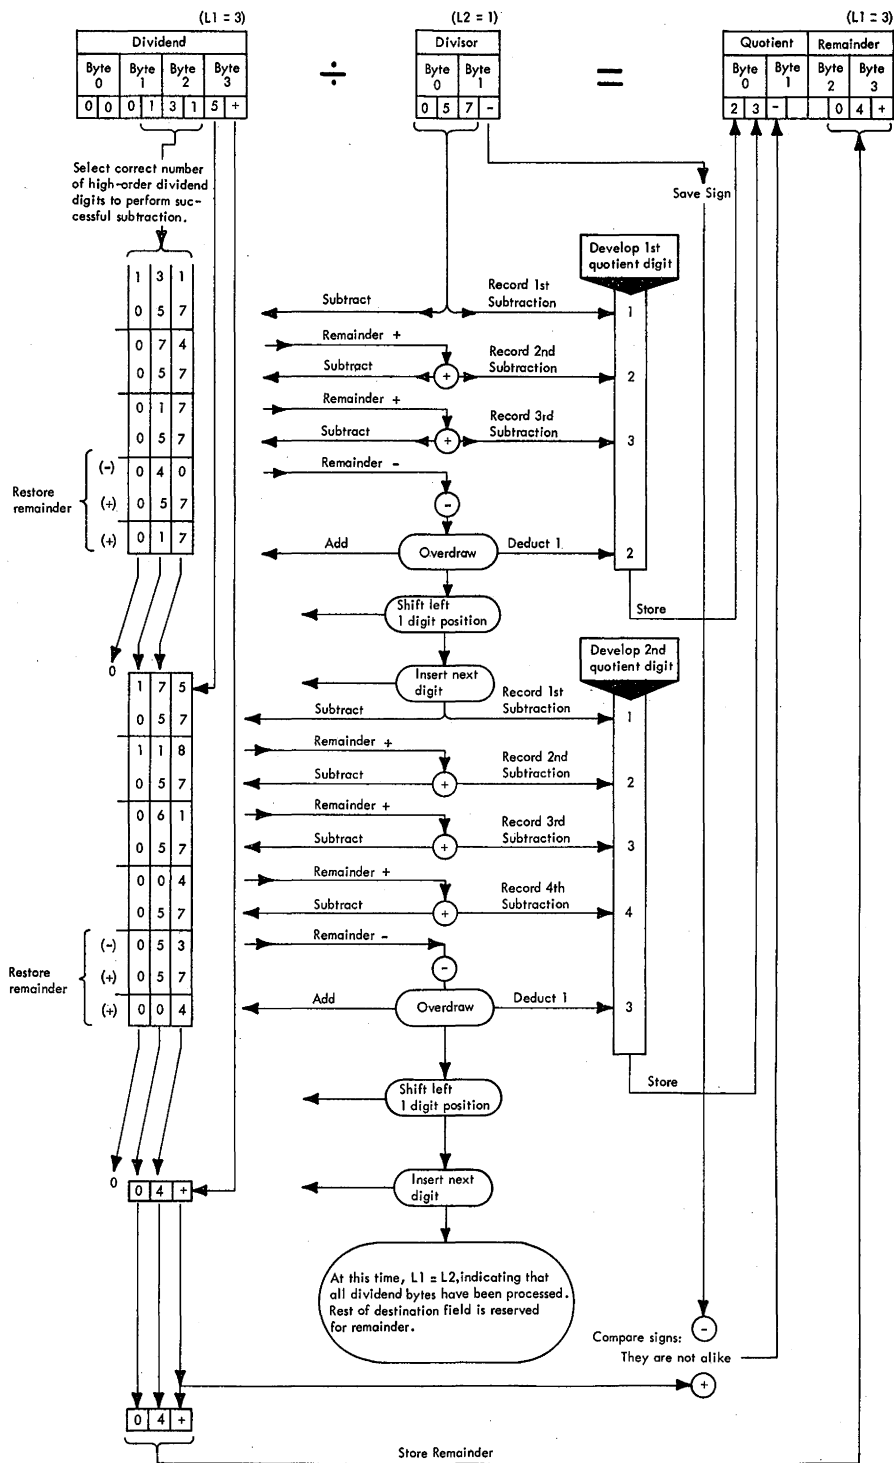 (L1 = 3) (L2 = 1) (L1 = 3)
Dividend Divisor Quotient Remainder
Byte 0 Byte 1 Byte 2 Byte 3 ÷ Byte 0 Byte 1 = Byte 0 Byte 1 Byte 2 Byte 3
0 0 0 1 3 1 5 + 0 5 7 - 2 3 - 0 4 +
Select correct number
of high-order dividend
digits to perform suc-
cessful subtraction.
Save Sign
Develop 1st
quotient digit
1 3 1
Record 1st
Subtraction
Subtract
0 5 7
1
Remainder +
0 7 4
Record 2nd
Subtraction
Subtract
0 5 7
+
2
Remainder +
0 1 7
Record 3rd
Subtraction
Subtract
0 5 7
+
3
Restore
remainder
(-) 0 4 0
Remainder -
(+) 0 5 7
-
(+) 0 1 7
Add
Overdraw
Deduct 1
2
Shift left
1 digit position
Store
0
Develop 2nd
quotient digit
1 7 5
Insert next
digit
Record 1st
Subtraction
Subtract
0 5 7
1
Remainder +
1 1 8
Record 2nd
Subtraction
Subtract
0 5 7
+
2
Remainder +
0 6 1
Record 3rd
Subtraction
Subtract
0 5 7
+
3
Remainder +
0 0 4
Record 4th
Subtraction
Subtract
0 5 7
+
4
Restore
remainder
(-) 0 5 3
Remainder -
(+) 0 5 7
-
(+) 0 0 4
Add
Overdraw
Deduct 1
3
Shift left
1 digit position
Store
0
0 4 +
Insert next
digit
At this time, L1 = L2, indicating that
all dividend bytes have been processed.
Rest of destination field is reserved
for remainder.
-
Compare signs:
They are not alike
+
0 4 +
Store Remainder